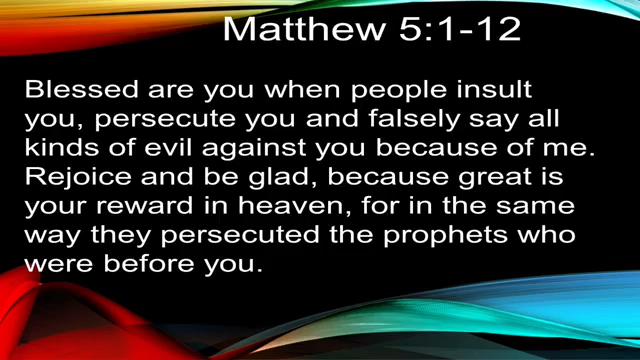 Matthew 5:1-12
Blessed are you when people insult
you, persecute you and falsely say all
kinds of evil against you because of me.
Rejoice and be glad, because great is
your reward in heaven, for in the same
way they persecuted the prophets who
were before you.